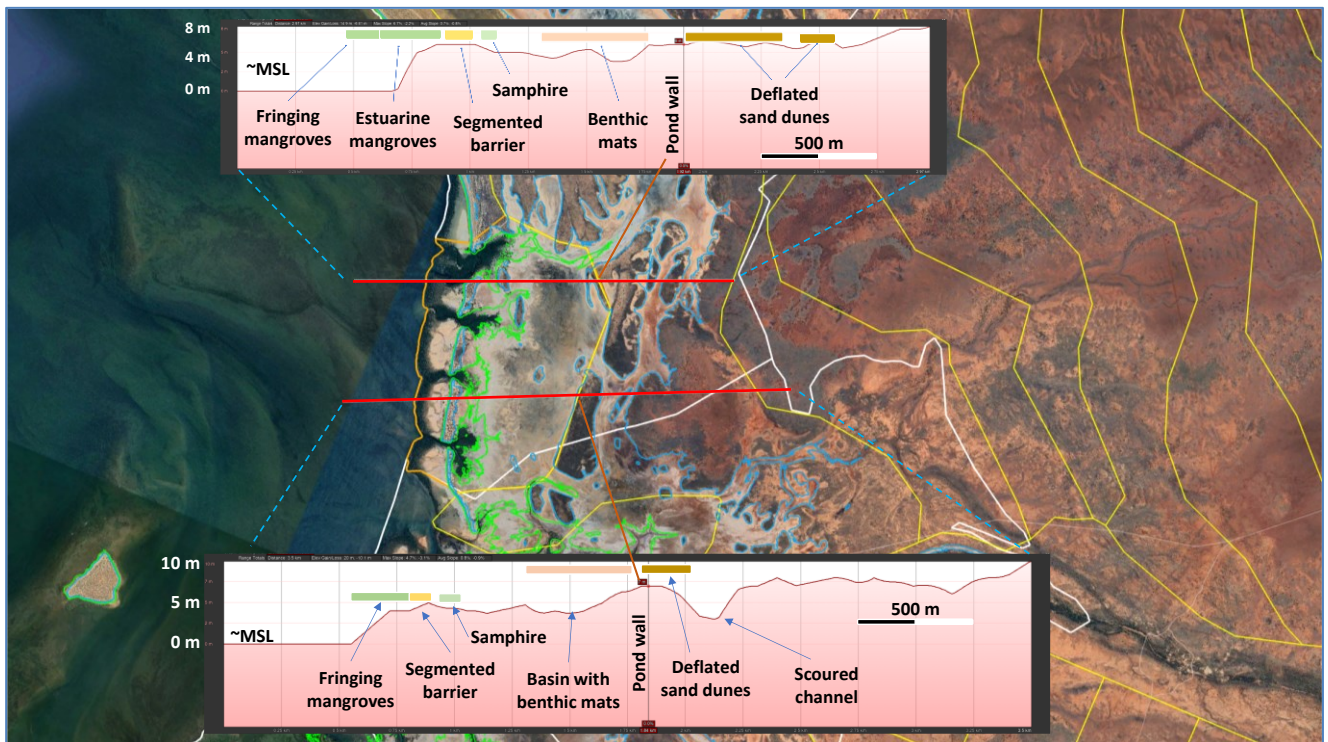 8 m
4 m
0 m
~MSL
Fringing
mangroves
Estuarine
mangroves
Segmented
barrier
Samphire
Benthic
mats
Pond wall
Deflated
sand dunes
500 m
10 m
5 m
0 m
~MSL
Fringing
mangroves
Segmented
barrier
Samphire
Basin with
benthic mats
Pond wall
Deflated
sand dunes
Scoured
channel
500 m